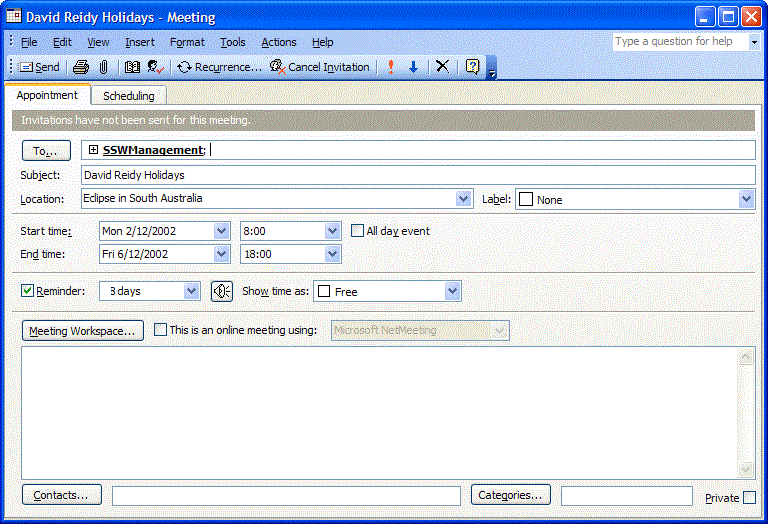 David Reidy Holidays - Meeting
File Edit View Insert Format Tools Actions Help Type a question for help
Send Recurrence... Cancel Invitation
Appointment Scheduling
Invitations have not been sent for this meeting.
To... SSWManagement;
Subject: David Reidy Holidays
Location: Eclipse in South Australia Label: None
Start time: Mon 2/12/2002 8:00 All day event
End time: Fri 6/12/2002 18:00
Reminder: 3 days Show time as: Free
Meeting Workspace... This is an online meeting using: Microsoft NetMeeting
Contacts... Categories... Private